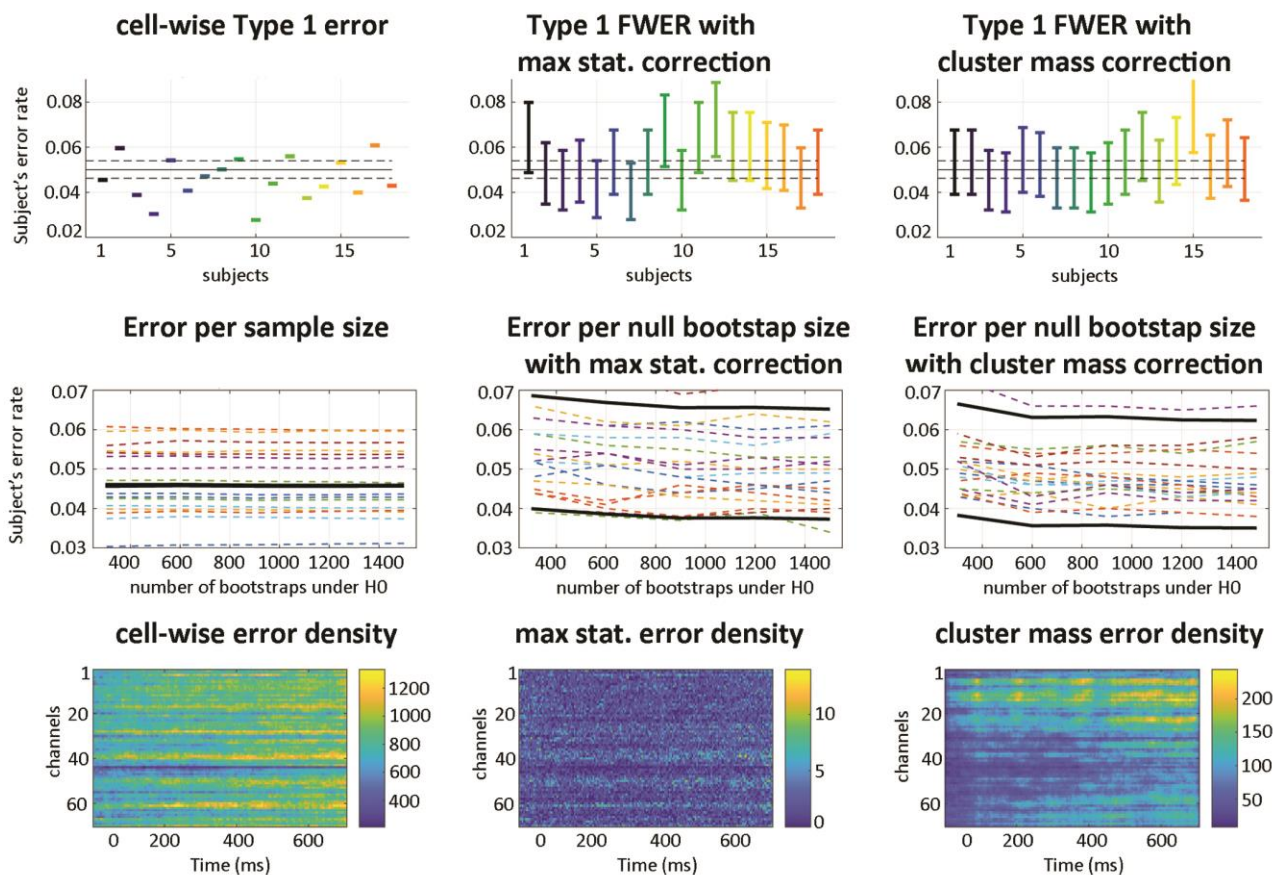 cell-wise Type 1 error
Subject's error rate
0.08
0.06
0.04
0.02
1 5 10 15
subjects
Type 1 FWER with
max stat. correction
0.08
0.06
0.04
0.02
1 5 10 15
subjects
Type 1 FWER with
cluster mass correction
0.08
0.06
0.04
0.02
1 5 10 15
subjects
Error per sample size
Subject's error rate
0.07
0.06
0.05
0.04
0.03
400 600 800 1000 1200 1400
number of bootstraps under H0
Error per null bootstap size
with max stat. correction
0.07
0.06
0.05
0.04
0.03
400 600 800 1000 1200 1400
number of bootstraps under H0
Error per null bootstap size
with cluster mass correction
0.07
0.06
0.05
0.04
0.03
400 600 800 1000 1200 1400
number of bootstraps under H0
cell-wise error density
channels
1
20
40
60
0 200 400 600
Time (ms)
1200
1000
800
600
400
max stat. error density
channels
1
20
40
60
0 200 400 600
Time (ms)
10
5
0
cluster mass error density
channels
1
20
40
60
0 200 400 600
Time (ms)
200
150
100
50